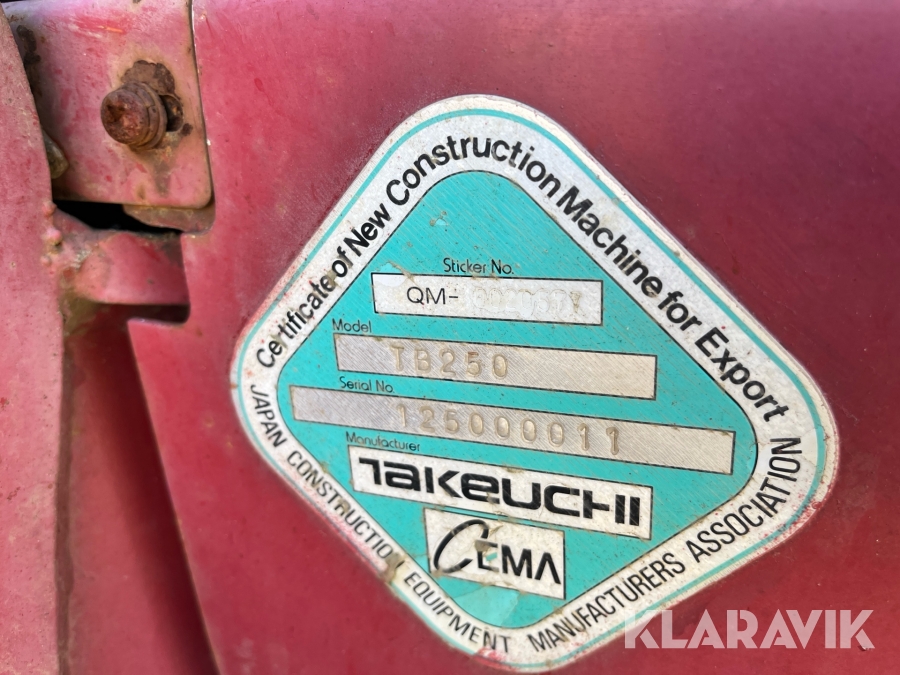 Certificate of New Construction Machine for Export
Sticker No.
QM-
Model
TB250
Serial No.
125000011
Manufacturer
TAKEUCHI
CEMA
JAPAN CONSTRUCTION EQUIPMENT MANUFACTURERS ASSOCIATION
KLARAVIK